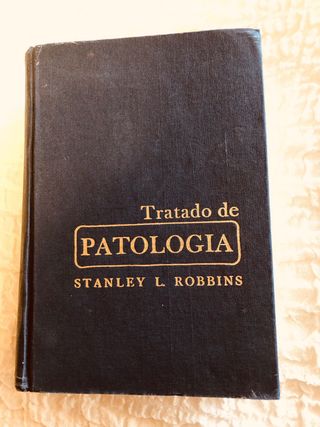 Tratado de
PATOLOGIA
STANLEY L. ROBBINS